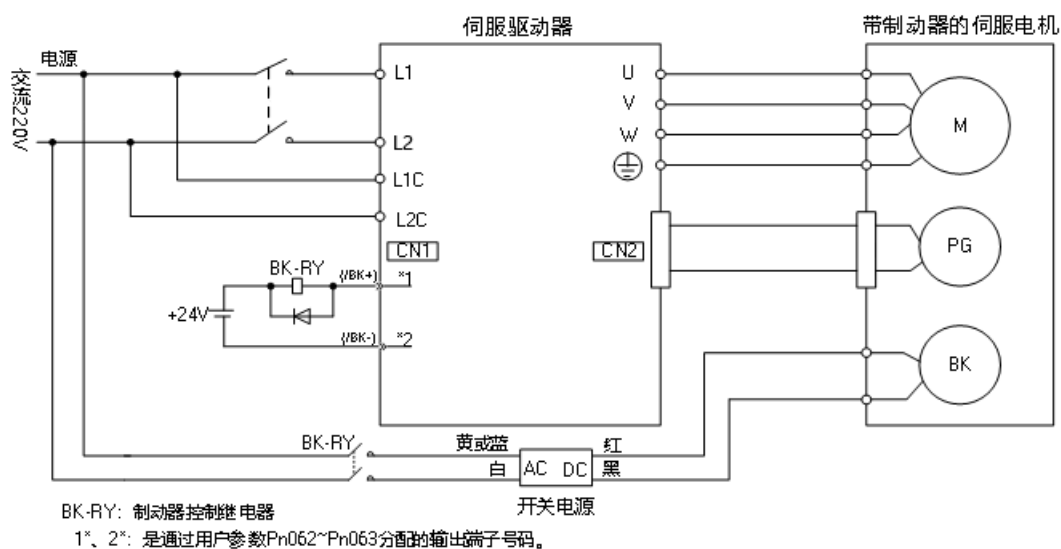 伺服驱动器
带制动器的伺服电机
电源
L1
U
V
W
M
L2
L1C
L2C
CN1
CN2
PG
BK-RY
(/BK+)
*1
+24V
(/BK-)
*2
BK
BK-RY
黄或蓝
红
白
AC DC
黑
开关电源
BK-RY: 制动器控制继电器
1*、2*: 是通过用户参数Pn062~Pn063分配的输出端子号码。
220V